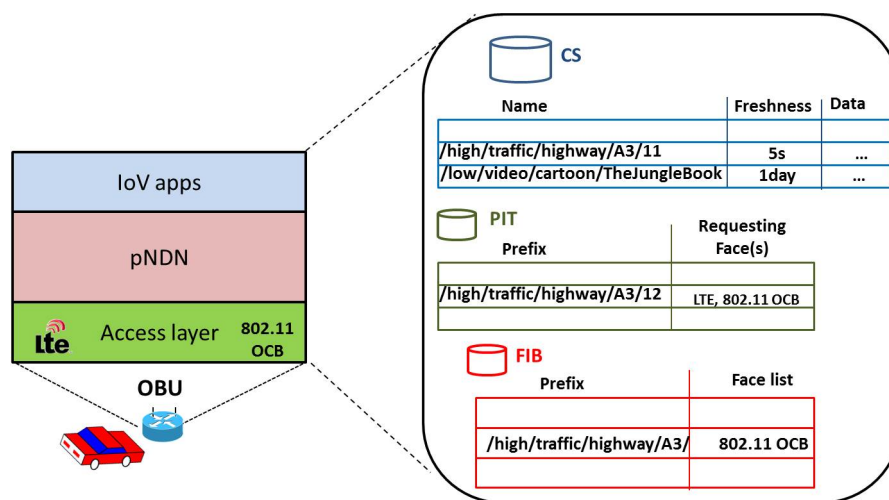 IoV apps
pNDN
Lte
Access layer
802.11
OCB
OBU
CS
Name Freshness Data
/high/traffic/highway/A3/11 5s ...
/low/video/cartoon/TheJungleBook 1day ...
PIT
Requesting
Face(s)
Prefix
/high/traffic/highway/A3/12 LTE, 802.11 OCB
FIB
Prefix Face list
/high/traffic/highway/A3/ 802.11 OCB